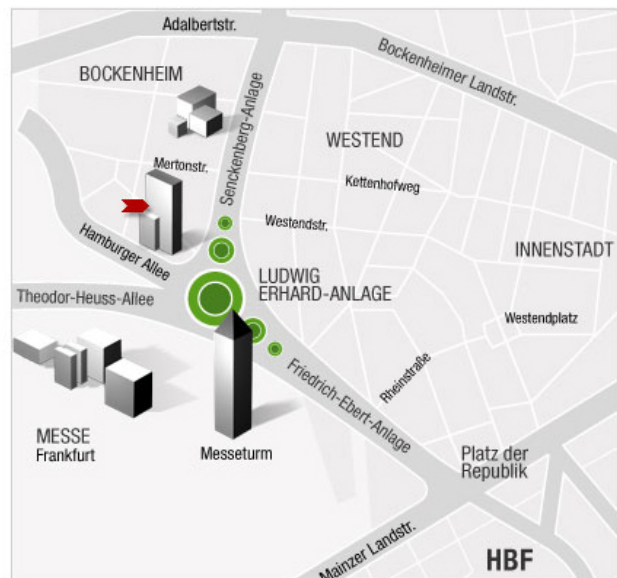 Adalbertstr.
Bockenheimer Landstr.
BOCKENHEIM
Senckenberg-Anlage
WESTEND
Mertonstr.
Kettenhofweg
Westendstr.
Hamburger Allee
INNENSTADT
LUDWIG
ERHARD-ANLAGE
Theodor-Heuss-Allee
Westendplatz
Rheinstraße
Friedrich-Ebert-Anlage
MESSE
Frankfurt
Messeturm
Platz der
Republik
Mainzer Landstr.
HBF